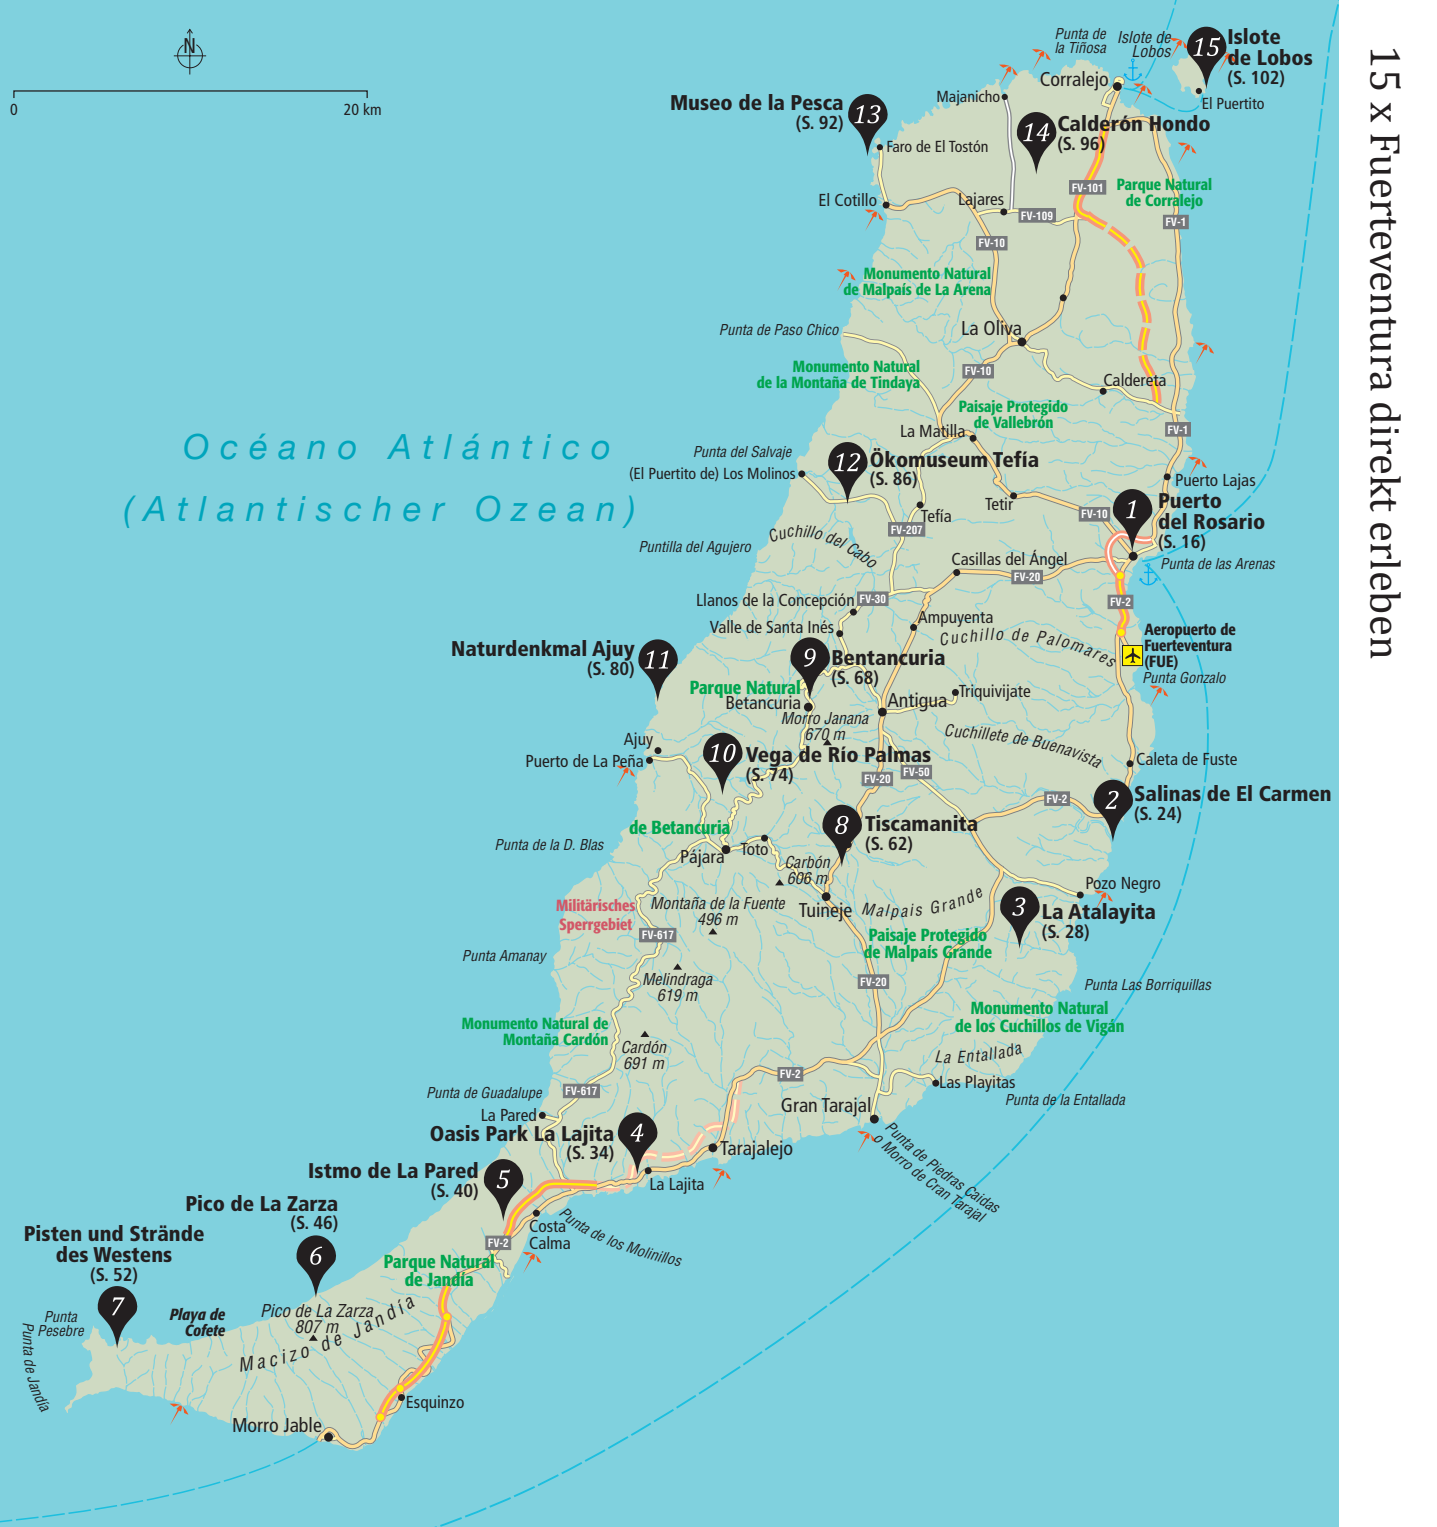 15 x Fuerteventura direkt erleben
N
0
20 km
Punta de
la Tiñosa
Islote de
Lobos
15
Islote
de Lobos
(S. 102)
El Puertito
Corralejo
Majanicho
Museo de la Pesca
(S. 92)
13
14
Calderón Hondo
(S. 96)
Faro de El Tostón
FV-101
Parque Natural
de Corralejo
El Cotillo
Lajares
FV-109
FV-1
FV-10
Monumento Natural
de Malpaís de La Arena
Punta de Paso Chico
La Oliva
Monumento Natural
de la Montaña de Tindaya
FV-10
Caldereta
Paisaje Protegido
de Vallebrón
La Matilla
FV-1
Océano Atlántico
(Atlantischer Ozean)
Punta del Salvaje
(El Puertito de) Los Molinos
12
Ökomuseum Tefía
(S. 86)
Puerto Lajas
Tetir
Tefía
FV-10
1
Puerto
del Rosario
(S. 16)
FV-207
Cuchillo del Cabo
Puntilla del Agujero
Casillas del Ángel
FV-20
Punta de las Arenas
Llanos de la Concepción
FV-30
FV-2
Valle de Santa Inés
Ampuyenta
Cuchillo de Palomares
Aeropuerto de
Fuerteventura
(FUE)
Punta Gonzalo
Naturdenkmal Ajuy
(S. 80)
11
9
Bentancuria
(S. 68)
Parque Natural
Betancuria
Antigua
Triquivijate
Morro Janana
670 m
Cuchillete de Buenavista
Ajuy
Puerto de La Peña
10
Vega de Río Palmas
(S. 74)
Caleta de Fuste
FV-20
FV-50
FV-2
2
Salinas de El Carmen
(S. 24)
de Betancuria
8
Tiscamanita
(S. 62)
Punta de la D. Blas
Pájara
Toto
Carbón
606 m
Pozo Negro
Militärisches
Sperrgebiet
Montaña de la Fuente
496 m
Tuineje
Malpais Grande
3
La Atalayita
(S. 28)
FV-617
Paisaje Protegido
de Malpaís Grande
Punta Amanay
Melindraga
619 m
FV-20
Punta Las Borriquillas
Monumento Natural
de los Cuchillos de Vigán
Monumento Natural de
Montaña Cardón
Cardón
691 m
La Entallada
FV-2
Las Playitas
Punta de Guadalupe
FV-617
Punta de la Entallada
La Pared
Gran Tarajal
Oasis Park La Lajita
(S. 34)
4
Tarajalejo
Punta de Piedras Caidas
o Morro de Cran Tarajal
Istmo de La Pared
(S. 40)
5
La Lajita
Pico de La Zarza
(S. 46)
6
Costa
Calma
Punta de los Molinillos
FV-2
Pisten und Strände
des Westens
(S. 52)
7
Parque Natural
de Jandía
Punta
Pesebre
Playa de
Cofete
Pico de La Zarza
807 m
Macizo de Jandía
Punta de Jandía
Esquinzo
Morro Jable